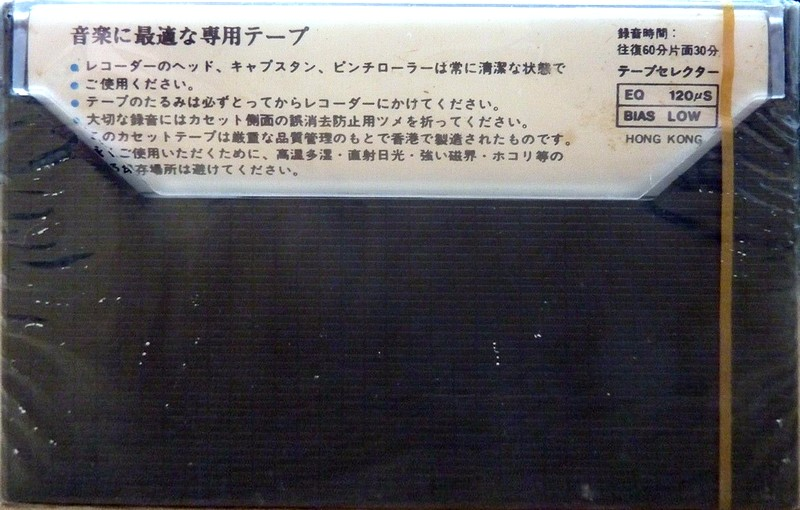 音楽に最適な専用テープ
●レコーダーのヘッド、キャプスタン、ピンチローラーは常に清潔な状態で
●ご使用ください。
●テープのたるみは必ずとってからレコーダーにかけてください。
大切な録音にはカセット側面の誤消去防止用ツメを折ってください。
このカセットテープは厳重な品質管理のもとで香港で製造されたものです。
ご使用いただくために、高温多湿・直射日光・強い磁界・ホコリ等の
存場所は避けてください。
録音時間:
往復60分片面30分
テープセレクター
EQ 120μS
BIAS LOW
HONG KONG